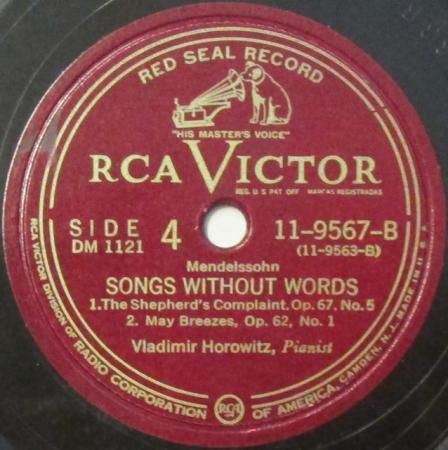 RED SEAL RECORD
"HIS MASTER'S VOICE"
RCA VICTOR
REG. U S PAT OFF MARCAS REGISTRADAS
SIDE 4 11-9567-B
DM 1121 (11-9563-B)
Mendelssohn
SONGS WITHOUT WORDS
1.The Shepherd's Complaint, Op. 67, No. 5
2. May Breezes, Op. 62, No. 1
Vladimir Horowitz, Pianist
RCA VICTOR DIVISION OF
RADIO CORPORATION RCA OF AMERICA, CAMDEN, N.J. MADE IN U.S.A.